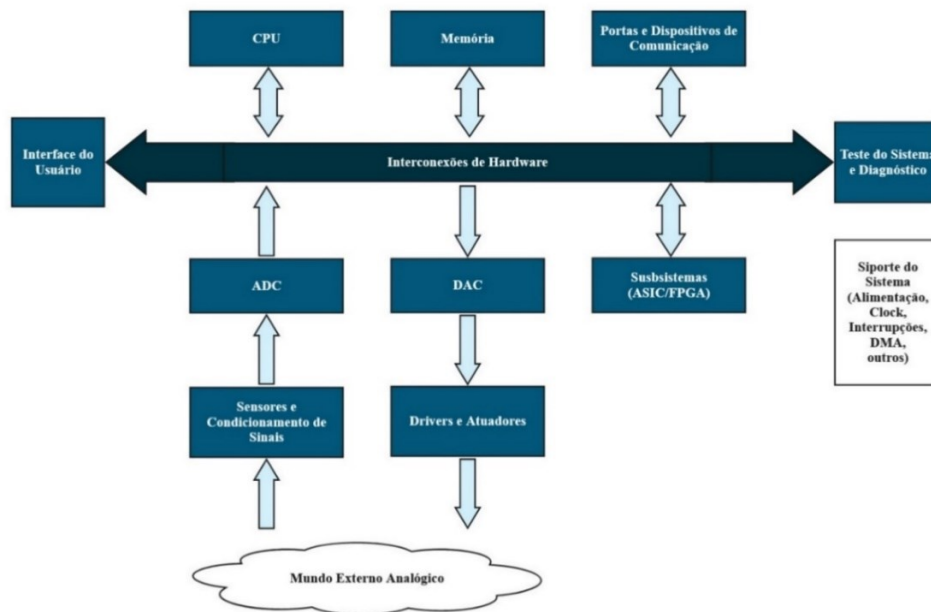 CPU
Memória
Portas e Dispositivos de
Comunicação
Interface do
Usuário
Interconexões de Hardware
Teste do Sistema
e Diagnóstico
ADC
DAC
Susbsistemas
(ASIC/FPGA)
Siporte do
Sistema
(Alimentação,
Clock,
Interrupções,
DMA,
outros)
Sensores e
Condicionamento de
Sinais
Drivers e Atuadores
Mundo Externo Analógico